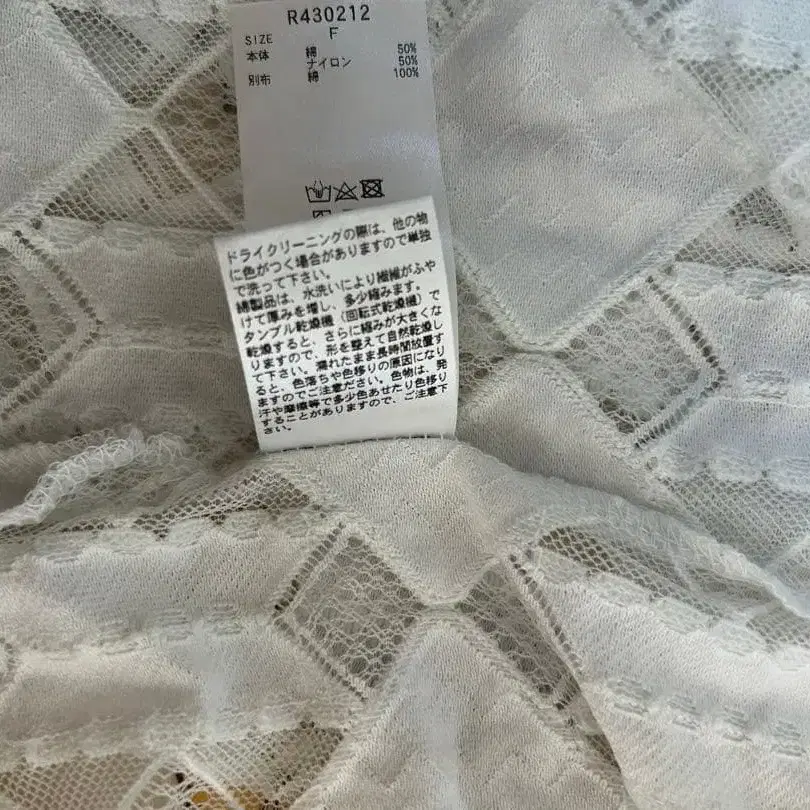 R430212
SIZE F
本体 綿 50%
ナイロン 50%
別布 綿 100%
ドライクリーニングの際は、他の物
に色がつく場合がありますので単独
で洗って下さい。
綿製品は、水洗いにより繊維がふや
けて厚みを増し、多少縮みます。
タンブル乾燥機(回転式乾燥機)で
乾燥すると、さらに縮みが大きくな
りますので、形を整えて自然乾燥し
て下さい。濡れたまま長時間放置す
ると、色落ちや色移りの原因になり
ますのでご注意ください。色物は、発
汗や摩擦等で多少色あせたり色移り
することがありますので、ご注意下
さい。